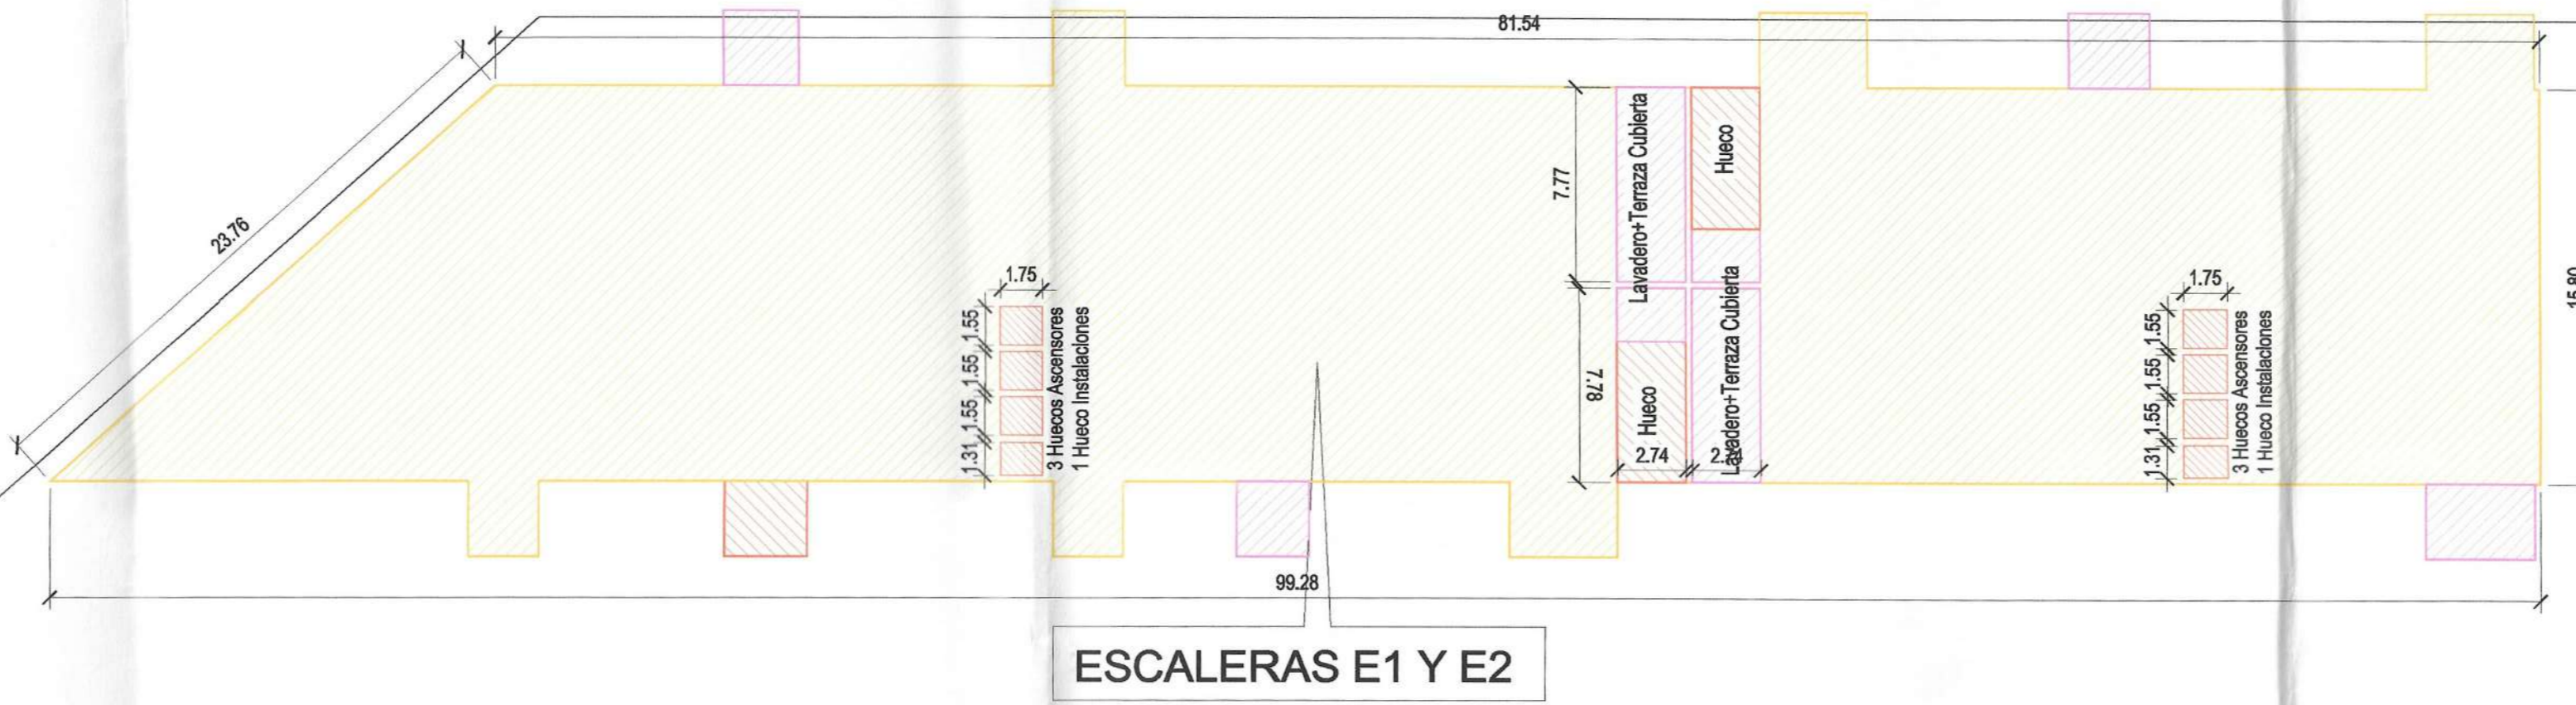 81.54
23.76
7.77
Lavadero+Terraza Cubierta
Hueco
1.75
1.55
1.55
1.55
1.31
3 Huecos Ascensores
1 Hueco Instalaciones
7.78
Hueco
2.74
Lavadero+Terraza Cubierta
1.75
1.55
1.55
1.55
1.31
3 Huecos Ascensores
1 Hueco Instalaciones
15.80
99.28
ESCALERAS E1 Y E2